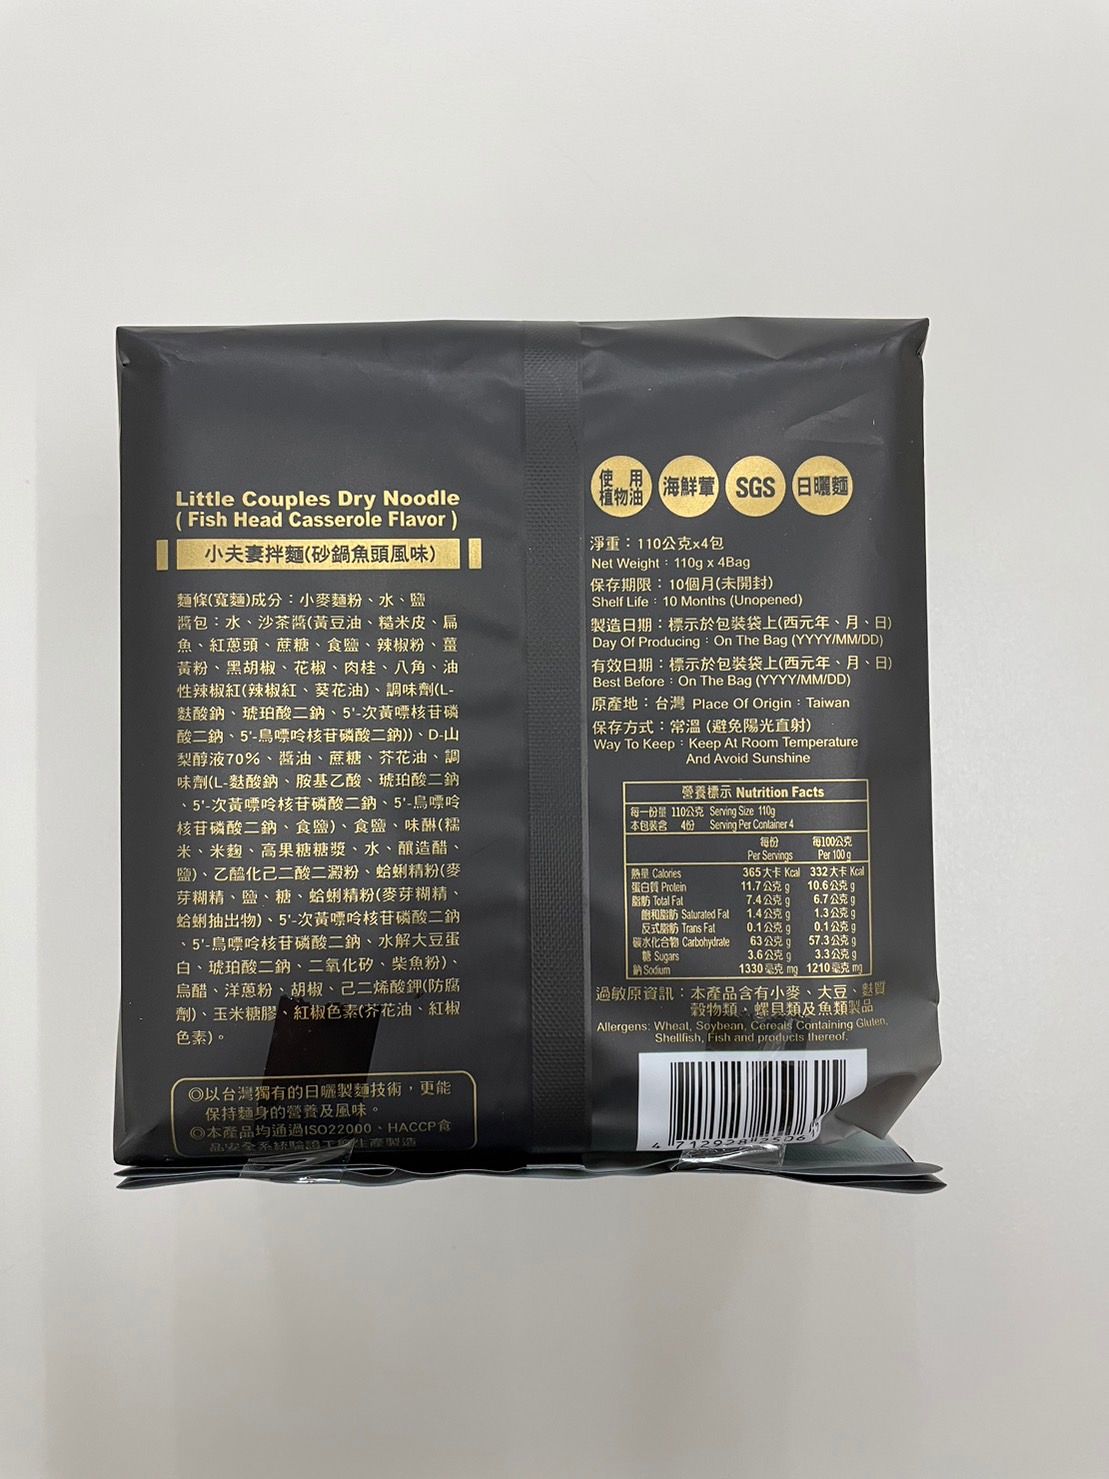 Little Couples Dry Noodle
( Fish Head Casserole Flavor )
小夫妻拌麵(砂鍋魚頭風味)
麵條(寬麵)成分：小麥麵粉、水、鹽
醬包：水、沙茶醬(黃豆油、糙米皮、扁
魚、紅蔥頭、蔗糖、食鹽、辣椒粉、薑
黃粉、黑胡椒、花椒、肉桂、八角、油
性辣椒紅(辣椒紅、葵花油)、調味劑(L-
麩酸鈉、琥珀酸二鈉、5'-次黃嘌核苷磷
酸二鈉、5'-鳥嘌呤核苷磷酸二鈉))、D-山
梨醇液70%、醬油、蔗糖、芥花油、調
味劑(L-麩酸鈉、胺基乙酸、琥珀酸二鈉
、5'-次黃嘌呤核苷磷酸二鈉、5'-鳥嘌呤
核苷磷酸二鈉、食鹽)、食鹽、味醂(糯
米、米麴、高果糖糖漿、水、釀造醋、
鹽)、乙醯化己二酸二澱粉、蛤蜊精粉(麥
芽糊精、鹽、糖、蛤蜊精粉(麥芽糊精、
蛤蜊抽出物)、5'-次黃嘌呤核苷磷酸二鈉
、5'-鳥嘌呤核苷磷酸二鈉、水解大豆蛋
白、琥珀酸二鈉、二氧化矽、柴魚粉)、
烏醋、洋蔥粉、胡椒、己二烯酸鉀(防腐
劑)、玉米糖膠、紅椒色素(芥花油、紅椒
色素)。
◎以台灣獨有的日曬製麵技術，更能
保持麵身的營養及風味。
◎本產品均通過ISO22000、HACCP食
品安全系統驗證工廠生產製造
使用
植物油
海鮮葷
SGS
日曬麵
淨重：110公克x4包
Net Weight：110g x 4Bag
保存期限：10個月(未開封)
Shelf Life：10 Months (Unopened)
製造日期：標示於包裝袋上(西元年、月、日)
Day Of Producing：On The Bag (YYYY/MM/DD)
有效日期：標示於包裝袋上(西元年、月、日)
Best Before：On The Bag (YYYY/MM/DD)
原產地：台灣 Place Of Origin：Taiwan
保存方式：常溫 (避免陽光直射)
Way To Keep：Keep At Room Temperature
And Avoid Sunshine
營養標示 Nutrition Facts
每一份量 110公克 Serving Size 110g
本包裝含 4份 Serving Per Container 4
每份 每100公克
Per Servings Per 100 g
熱量 Calories 365 大卡 Kcal 332 大卡 Kcal
蛋白質 Protein 11.7 公克 g 10.6 公克 g
脂肪 Total Fat 7.4 公克 g 6.7 公克 g
飽和脂肪 Saturated Fat 1.4 公克 g 1.3 公克 g
反式脂肪 Trans Fat 0.1 公克 g 0.1 公克 g
碳水化合物 Carbohydrate 63 公克 g 57.3 公克 g
糖 Sugars 3.6 公克 g 3.3 公克 g
鈉 Sodium 1330 毫克 mg 1210 毫克 mg
過敏原資訊：本產品含有小麥、大豆、麩質
穀物類、螺貝類及魚類製品
Allergens: Wheat, Soybean, Cereals Containing Gluten,
Shellfish, Fish and products thereof.
4 712928 2506